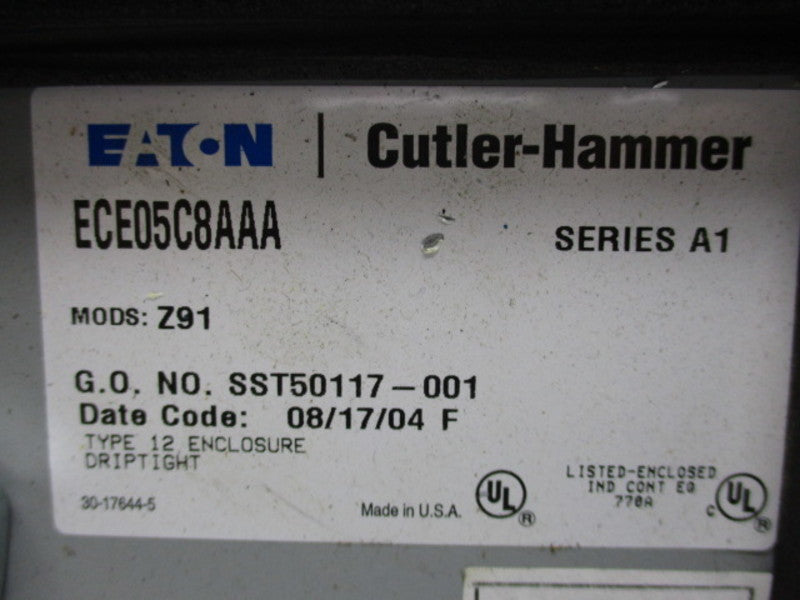 EATON | Cutler-Hammer
ECE05C8AAA
SERIES A1
MODS: Z91
G.O. NO. SST50117-001
Date Code: 08/17/04 F
TYPE 12 ENCLOSURE
DRIPTIGHT
30-17644-5
Made in U.S.A.
UL ®
LISTED-ENCLOSED
IND CONT EQ
770A
c UL ®